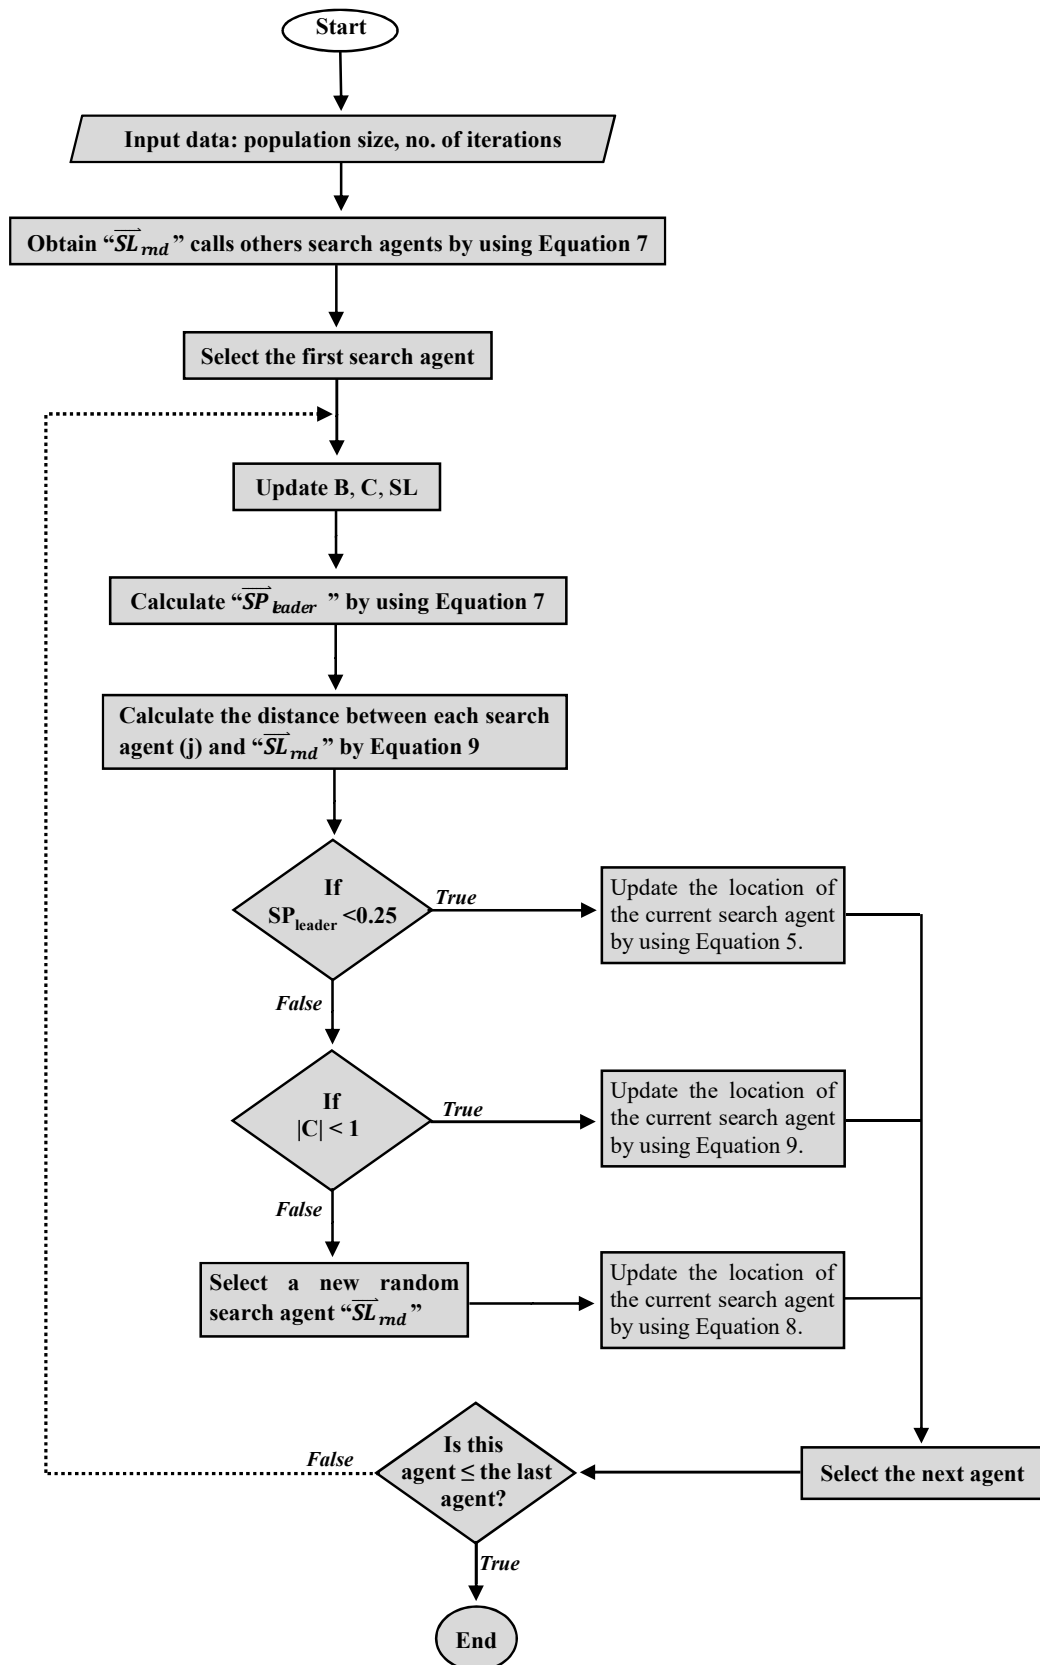 Start
Input data: population size, no. of iterations
Obtain “SL⃗rnd” calls others search agents by using Equation 7
Select the first search agent
Update B, C, SL
Calculate “SP⃗leader ” by using Equation 7
Calculate the distance between each search
agent (j) and “SL⃗rnd” by Equation 9
If
SPleader <0.25
True
Update the location of
the current search agent
by using Equation 5.
False
If
|C| < 1
True
Update the location of
the current search agent
by using Equation 9.
False
Select a new random
search agent “SL⃗rnd”
Update the location of
the current search agent
by using Equation 8.
Is this
agent ≤ the last
agent?
False
Select the next agent
True
End